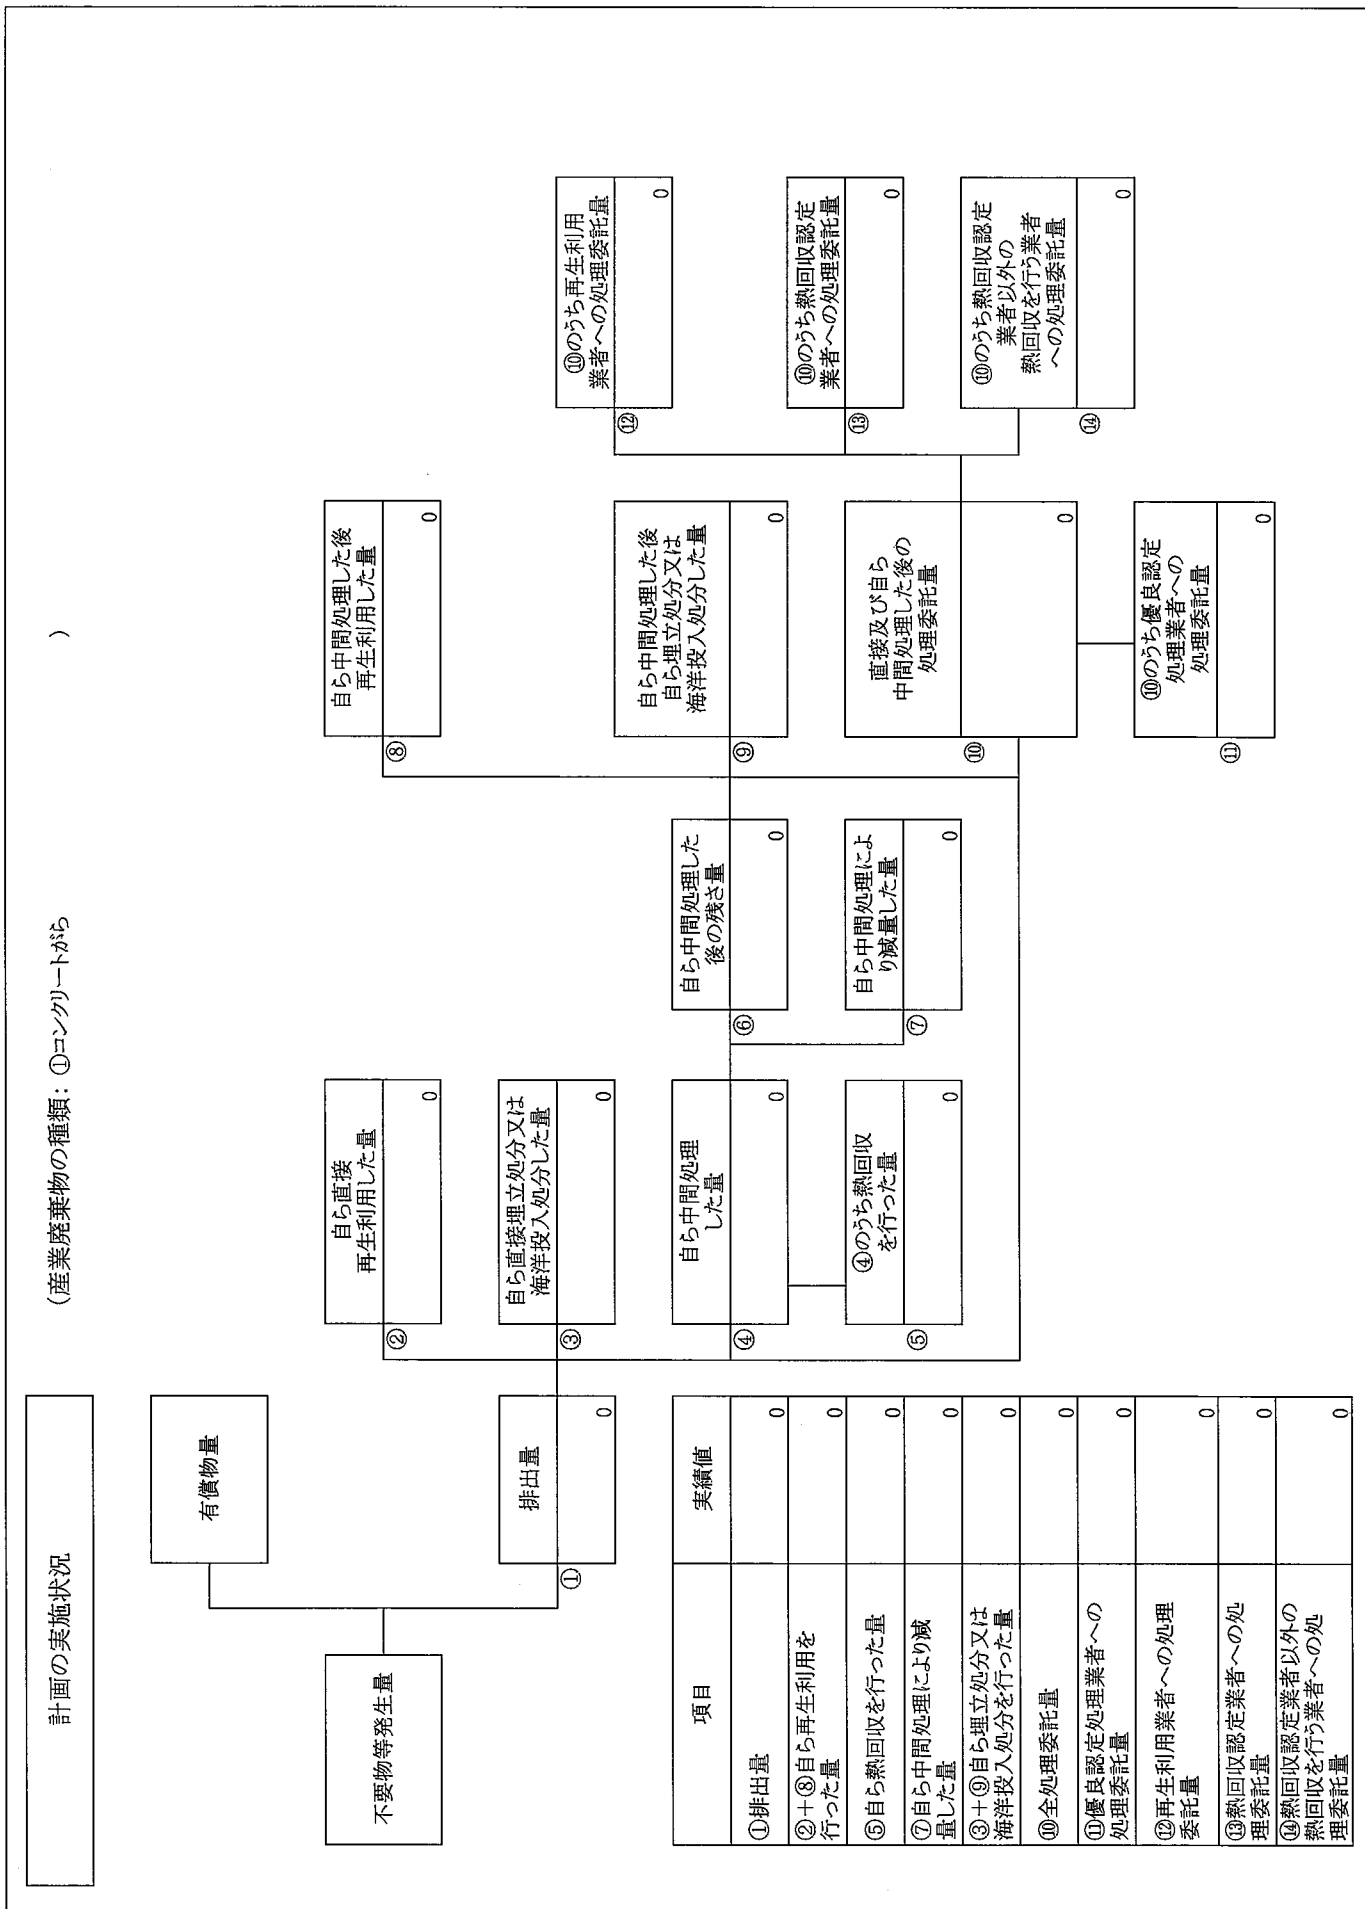 計画の実施状況
(産業廃棄物の種類：①コンクリートがら　　　　　)
有償物量
不要物等発生量
排出量
①
0
自ら直接
再生利用した量
②
0
自ら直接埋立処分又は
海洋投入処分した量
③
0
自ら中間処理
した量
④
0
④のうち熱回収
を行った量
⑤
0
自ら中間処理した
後の残さ量
⑥
0
自ら中間処理によ
り減量した量
⑦
0
自ら中間処理した後
再生利用した量
⑧
0
自ら中間処理した後
自ら埋立処分又は
海洋投入処分した量
⑨
0
直接及び自ら
中間処理した後の
処理委託量
⑩
0
⑩のうち優良認定
処理業者への
処理委託量
⑪
0
⑩のうち再生利用
業者への処理委託量
⑫
0
⑩のうち熱回収認定
業者への処理委託量
⑬
0
⑩のうち熱回収認定
業者以外の
熱回収を行う業者
への処理委託量
⑭
0
項目 実績値
①排出量 0
②＋⑧自ら再生利用を
行った量 0
⑤自ら熱回収を行った量 0
⑦自ら中間処理により減
量した量 0
③＋⑨自ら埋立処分又は
海洋投入処分を行った量 0
⑩全処理委託量 0
⑪優良認定処理業者への
処理委託量 0
⑫再生利用業者への処理
委託量 0
⑬熱回収認定業者への処
理委託量 0
⑭熱回収認定業者以外の
熱回収を行う業者への処
理委託量 0